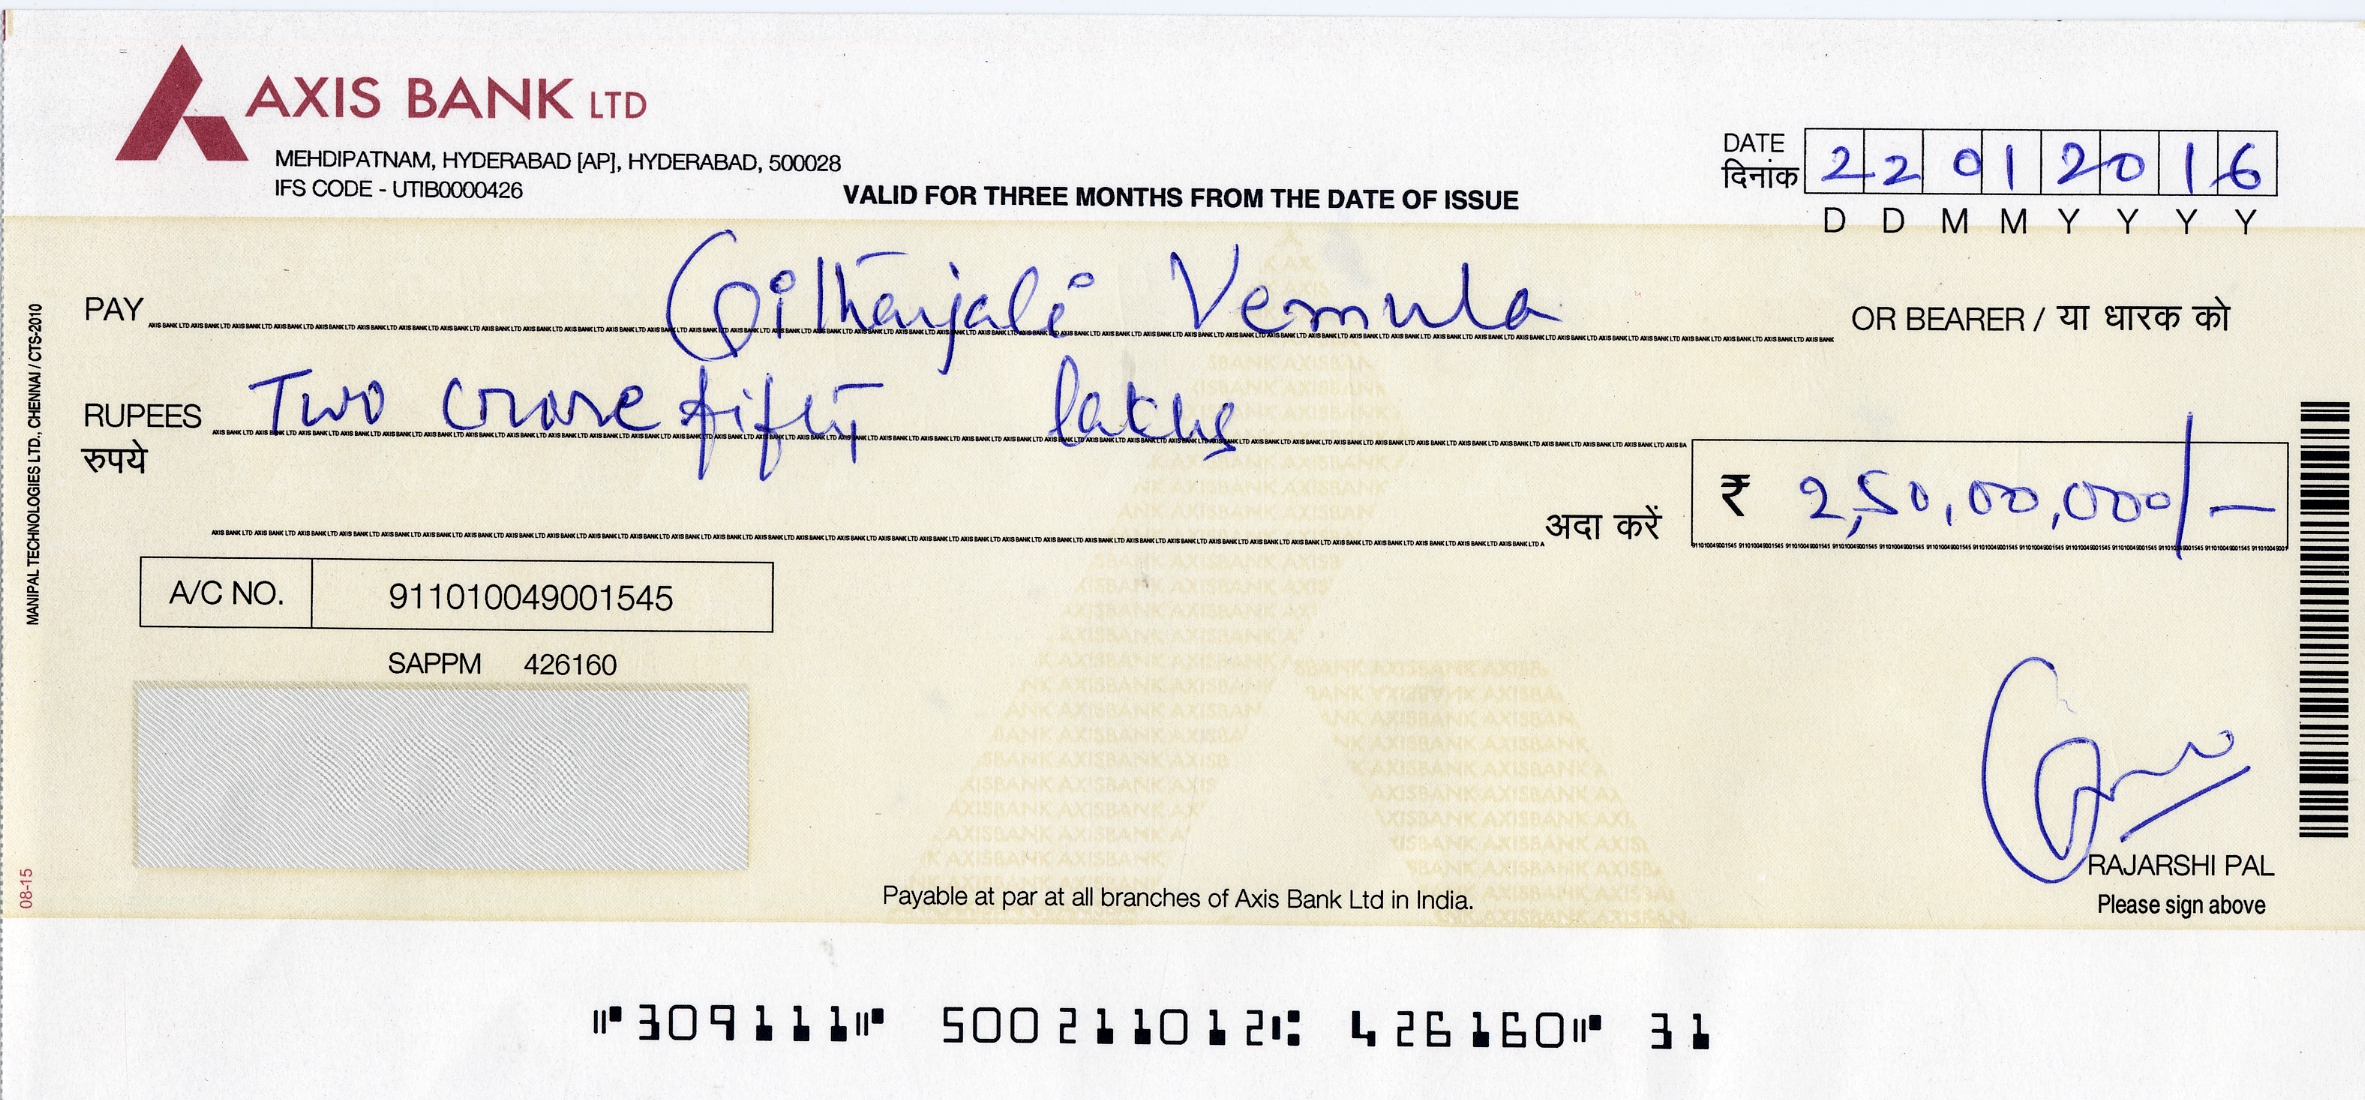 AXIS BANK LTD
MEHDIPATNAM, HYDERABAD [AP], HYDERABAD, 500028
IFS CODE - UTIB0000426
VALID FOR THREE MONTHS FROM THE DATE OF ISSUE
DATE
दिनांक
2 2 0 1 2 0 1 6
D D M M Y Y Y Y
PAY Githanjali Vemula OR BEARER / या धारक को
RUPEES Two crore fifty lakhs
रुपये
अदा करें ₹ 2,50,00,000/-
A/C NO. 911010049001545
SAPPM 426160
VOID
RAJARSHI PAL
Please sign above
Payable at par at all branches of Axis Bank Ltd in India.
MANIPAL TECHNOLOGIES LTD., CHENNAI / CTS-2010
08-15
⑈309111⑈ 500211012⑆ 426160⑈ 31